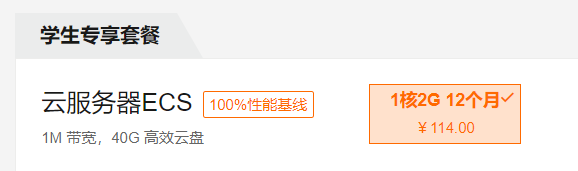 学生专享套餐
云服务器ECS 100%性能基线
1M 带宽，40G 高效云盘
1核2G 12个月
¥ 114.00